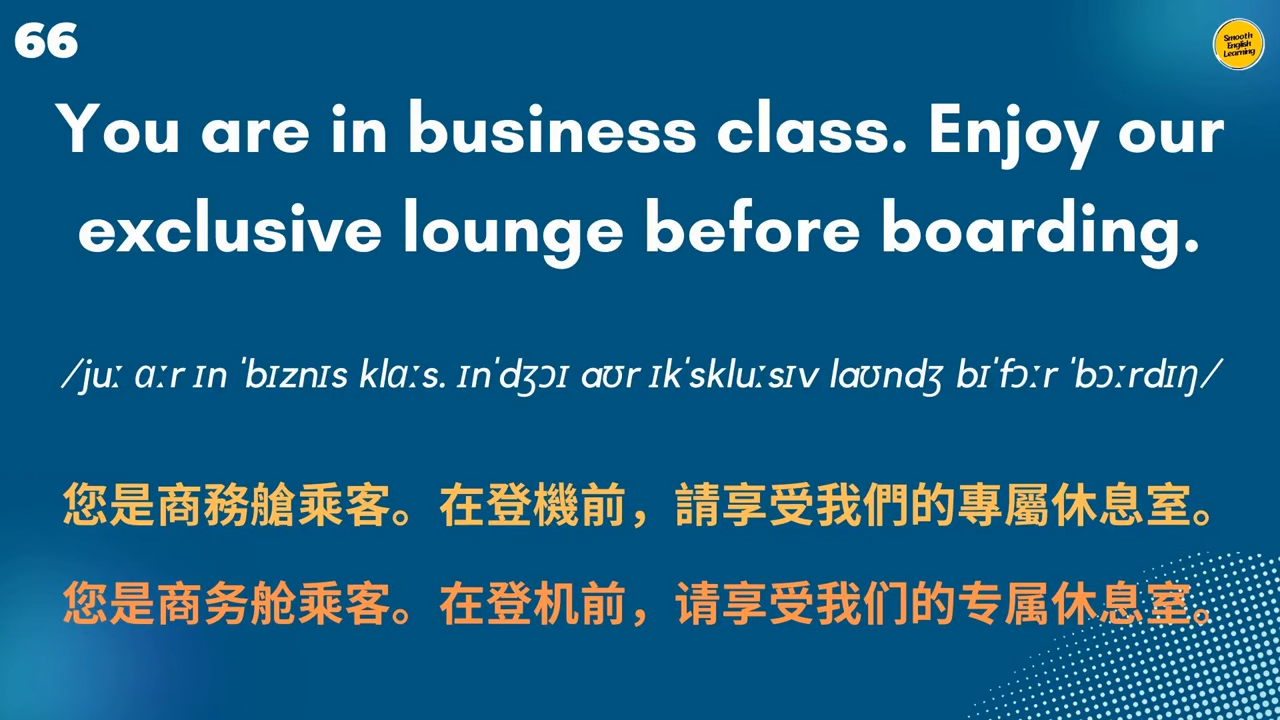 66
Smooth
English
Learning
You are in business class. Enjoy our
exclusive lounge before boarding.
/juː ɑːr ɪn ˈbɪznɪs klɑːs. ɪnˈdʒɔɪ aʊr ɪkˈskluːsɪv laʊndʒ bɪˈfɔːr ˈbɔːrdɪŋ/
您是商務艙乘客。在登機前，請享受我們的專屬休息室。
您是商务舱乘客。在登机前，请享受我们的专属休息室。